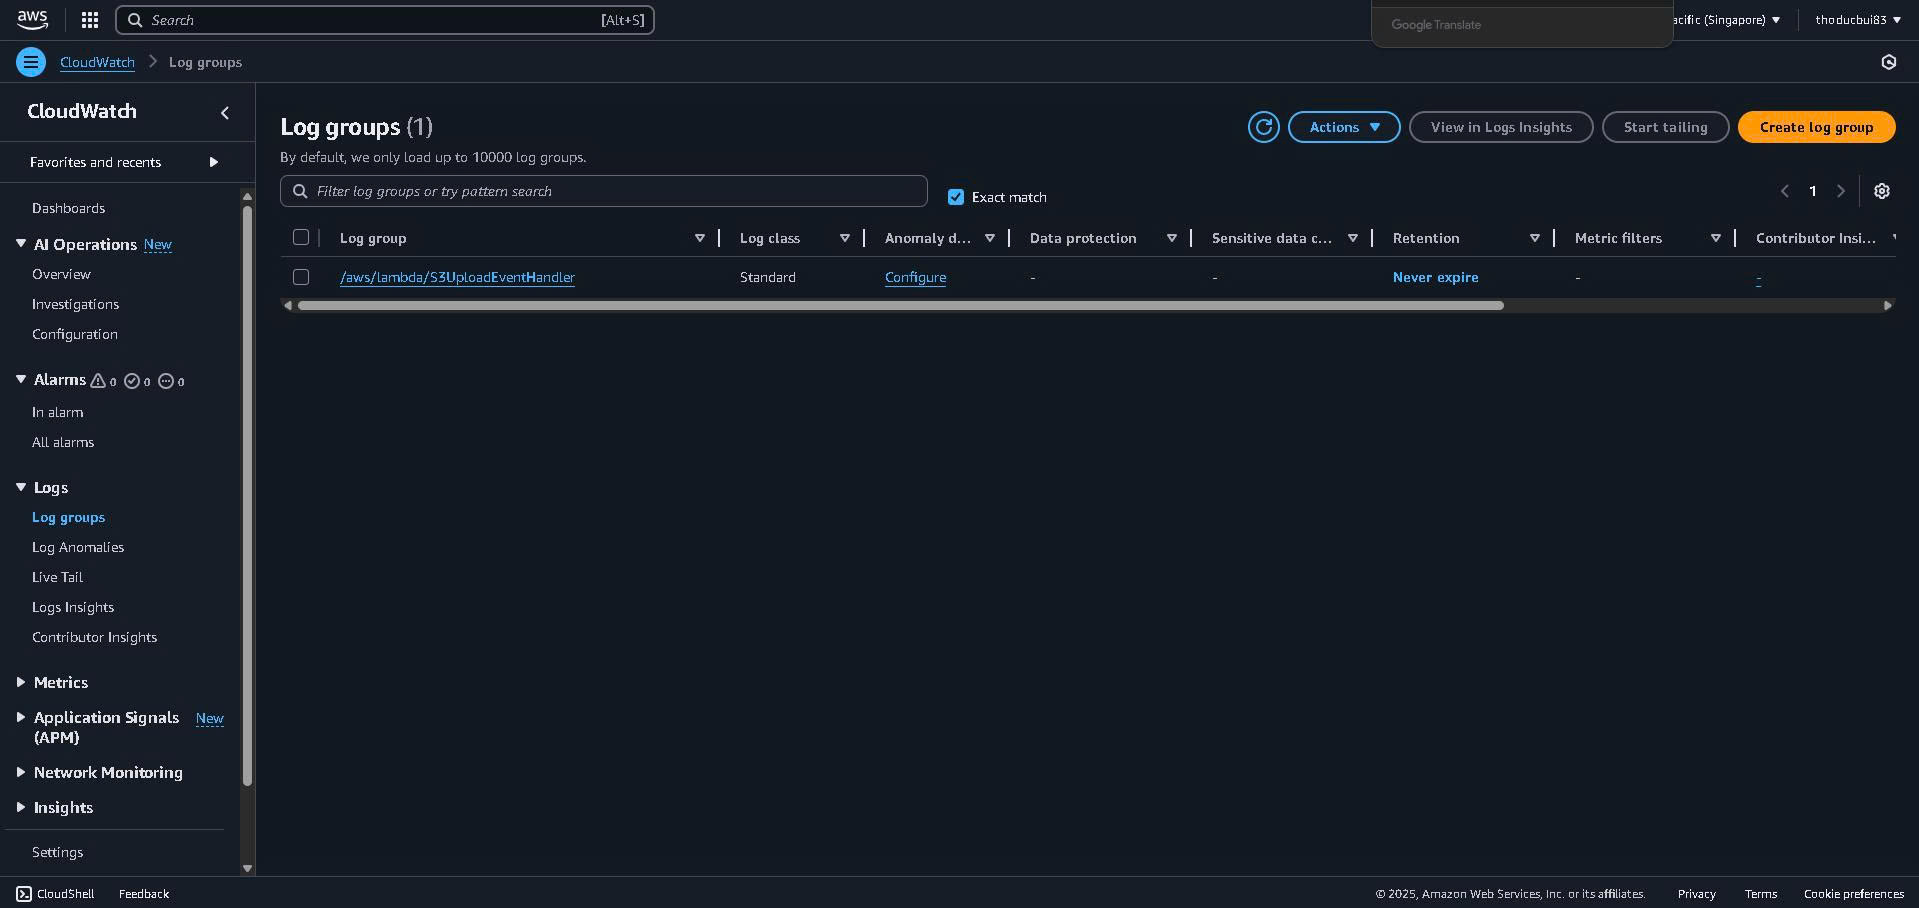 aws
Search [Alt+S]
Google Translate
acific (Singapore)
thoducbui83
CloudWatch
Log groups
CloudWatch
Favorites and recents
Dashboards
AI Operations New
Overview
Investigations
Configuration
Alarms 0 0 0
In alarm
All alarms
Logs
Log groups
Log Anomalies
Live Tail
Logs Insights
Contributor Insights
Metrics
Application Signals New
(APM)
Network Monitoring
Insights
Settings
Log groups (1)
By default, we only load up to 10000 log groups.
Actions
View in Logs Insights
Start tailing
Create log group
Filter log groups or try pattern search
Exact match
1
Log group Log class Anomaly d... Data protection Sensitive data c... Retention Metric filters Contributor Insi...
/aws/lambda/S3UploadEventHandler Standard Configure - - Never expire - -
CloudShell Feedback
© 2025, Amazon Web Services, Inc. or its affiliates. Privacy Terms Cookie preferences